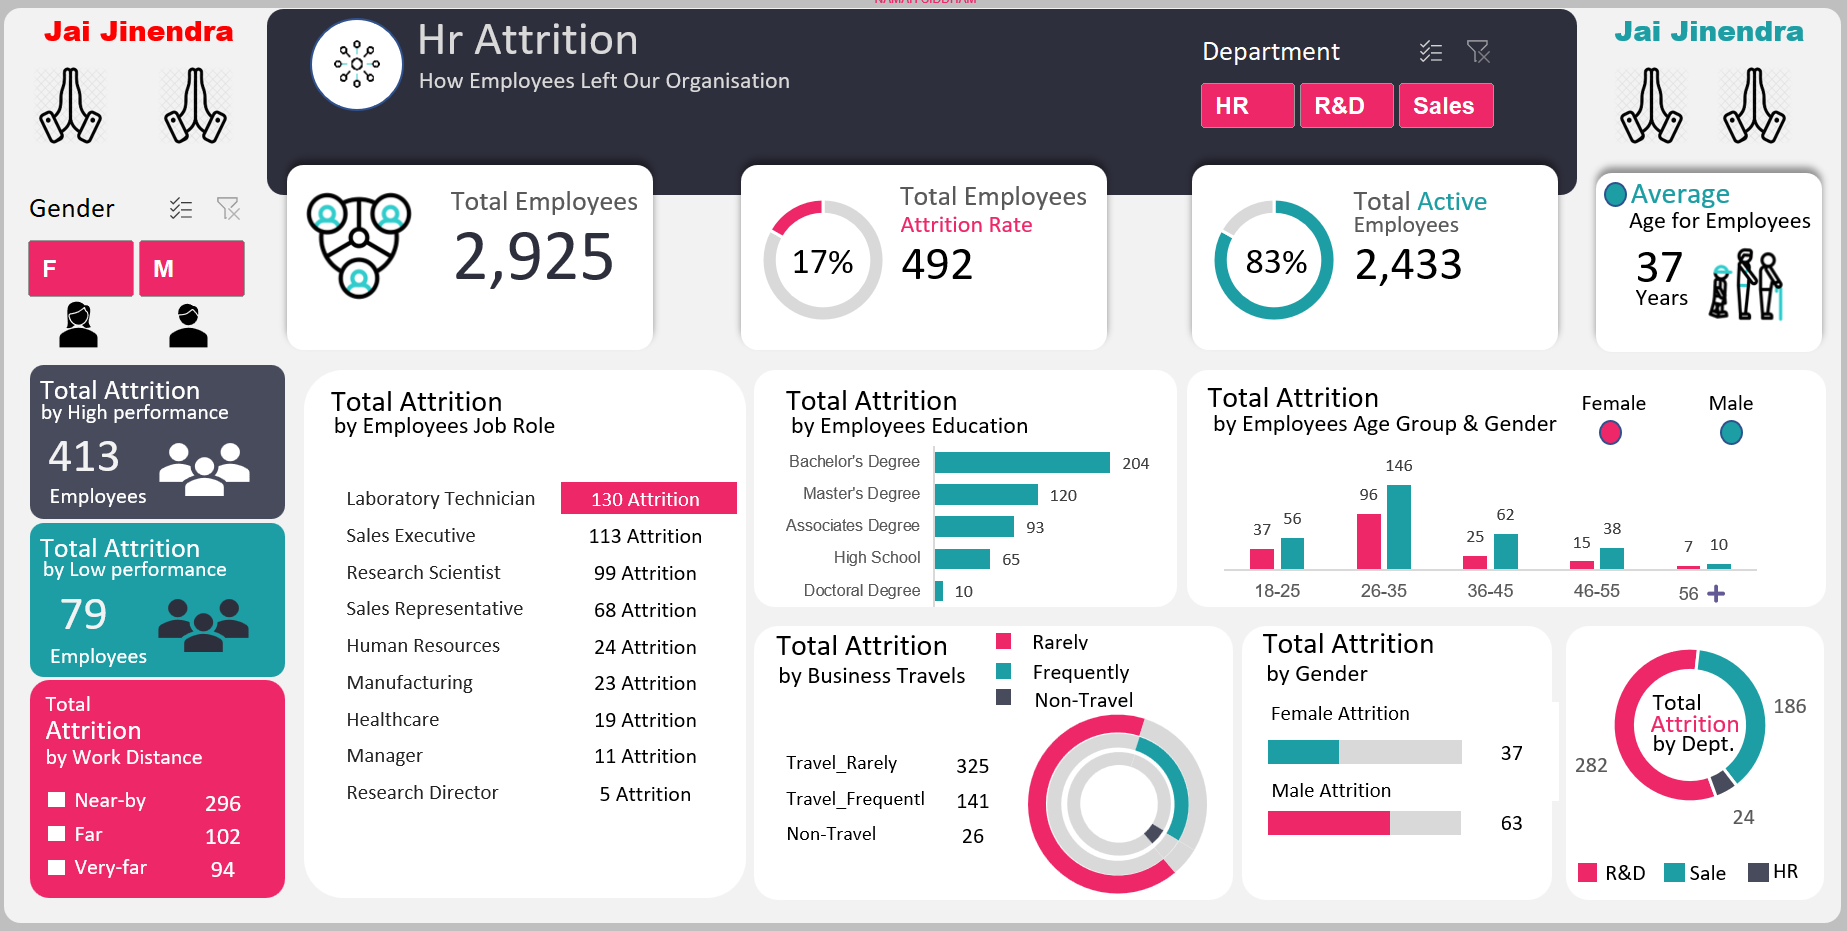 NAMAH SIDDHAM
Jai Jinendra
Hr Attrition
How Employees Left Our Organisation
Department
HR
R&D
Sales
Jai Jinendra
Gender
F
M
Total Employees
2,925
Total Employees
Attrition Rate
17%
492
Total Active
Employees
83%
2,433
Average
Age for Employees
37
Years
Total Attrition
by High performance
413
Employees
Total Attrition
by Low performance
79
Employees
Total
Attrition
by Work Distance
Near-by 296
Far 102
Very-far 94
Total Attrition
by Employees Job Role
Laboratory Technician 130 Attrition
Sales Executive 113 Attrition
Research Scientist 99 Attrition
Sales Representative 68 Attrition
Human Resources 24 Attrition
Manufacturing 23 Attrition
Healthcare 19 Attrition
Manager 11 Attrition
Research Director 5 Attrition
Total Attrition
by Employees Education
Bachelor's Degree 204
Master's Degree 120
Associates Degree 93
High School 65
Doctoral Degree 10
Total Attrition
by Employees Age Group & Gender
Female Male
37 56 96 146 25 62 15 38 7 10
18-25 26-35 36-45 46-55 56 +
Total Attrition
by Business Travels
Rarely
Frequently
Non-Travel
Travel_Rarely 325
Travel_Frequentl 141
Non-Travel 26
Total Attrition
by Gender
Female Attrition
37
Male Attrition
63
Total
Attrition
by Dept.
186
282
24
R&D Sale HR